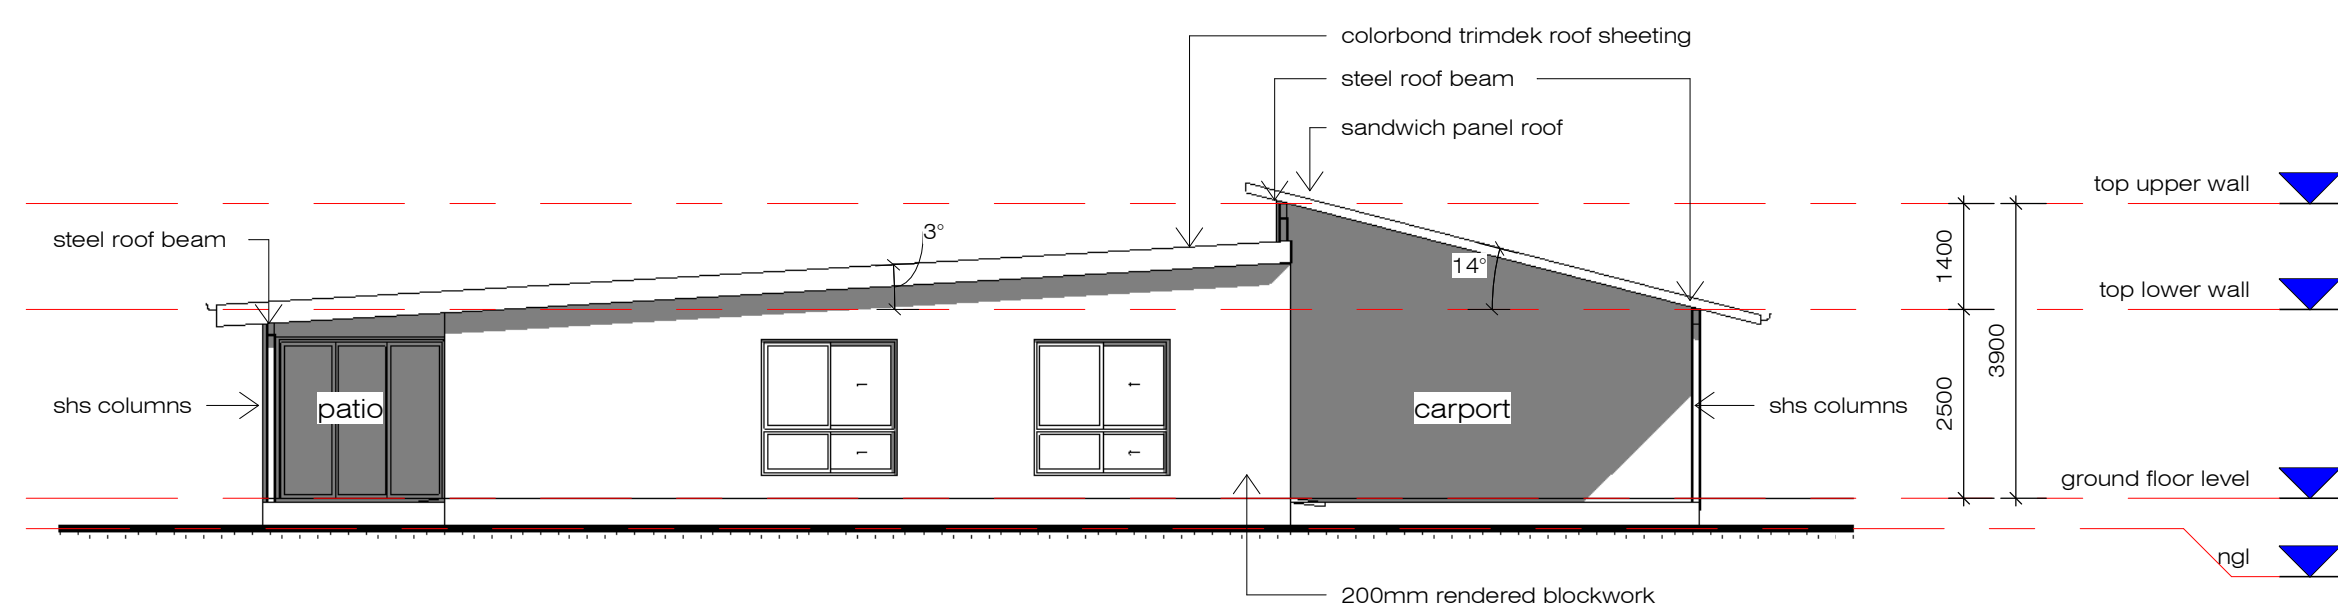 colorbond trimdek roof sheeting
steel roof beam
sandwich panel roof
top upper wall
steel roof beam
3°
1400
14°
top lower wall
3900
shs columns
patio
carport
shs columns
2500
ground floor level
ngl
200mm rendered blockwork